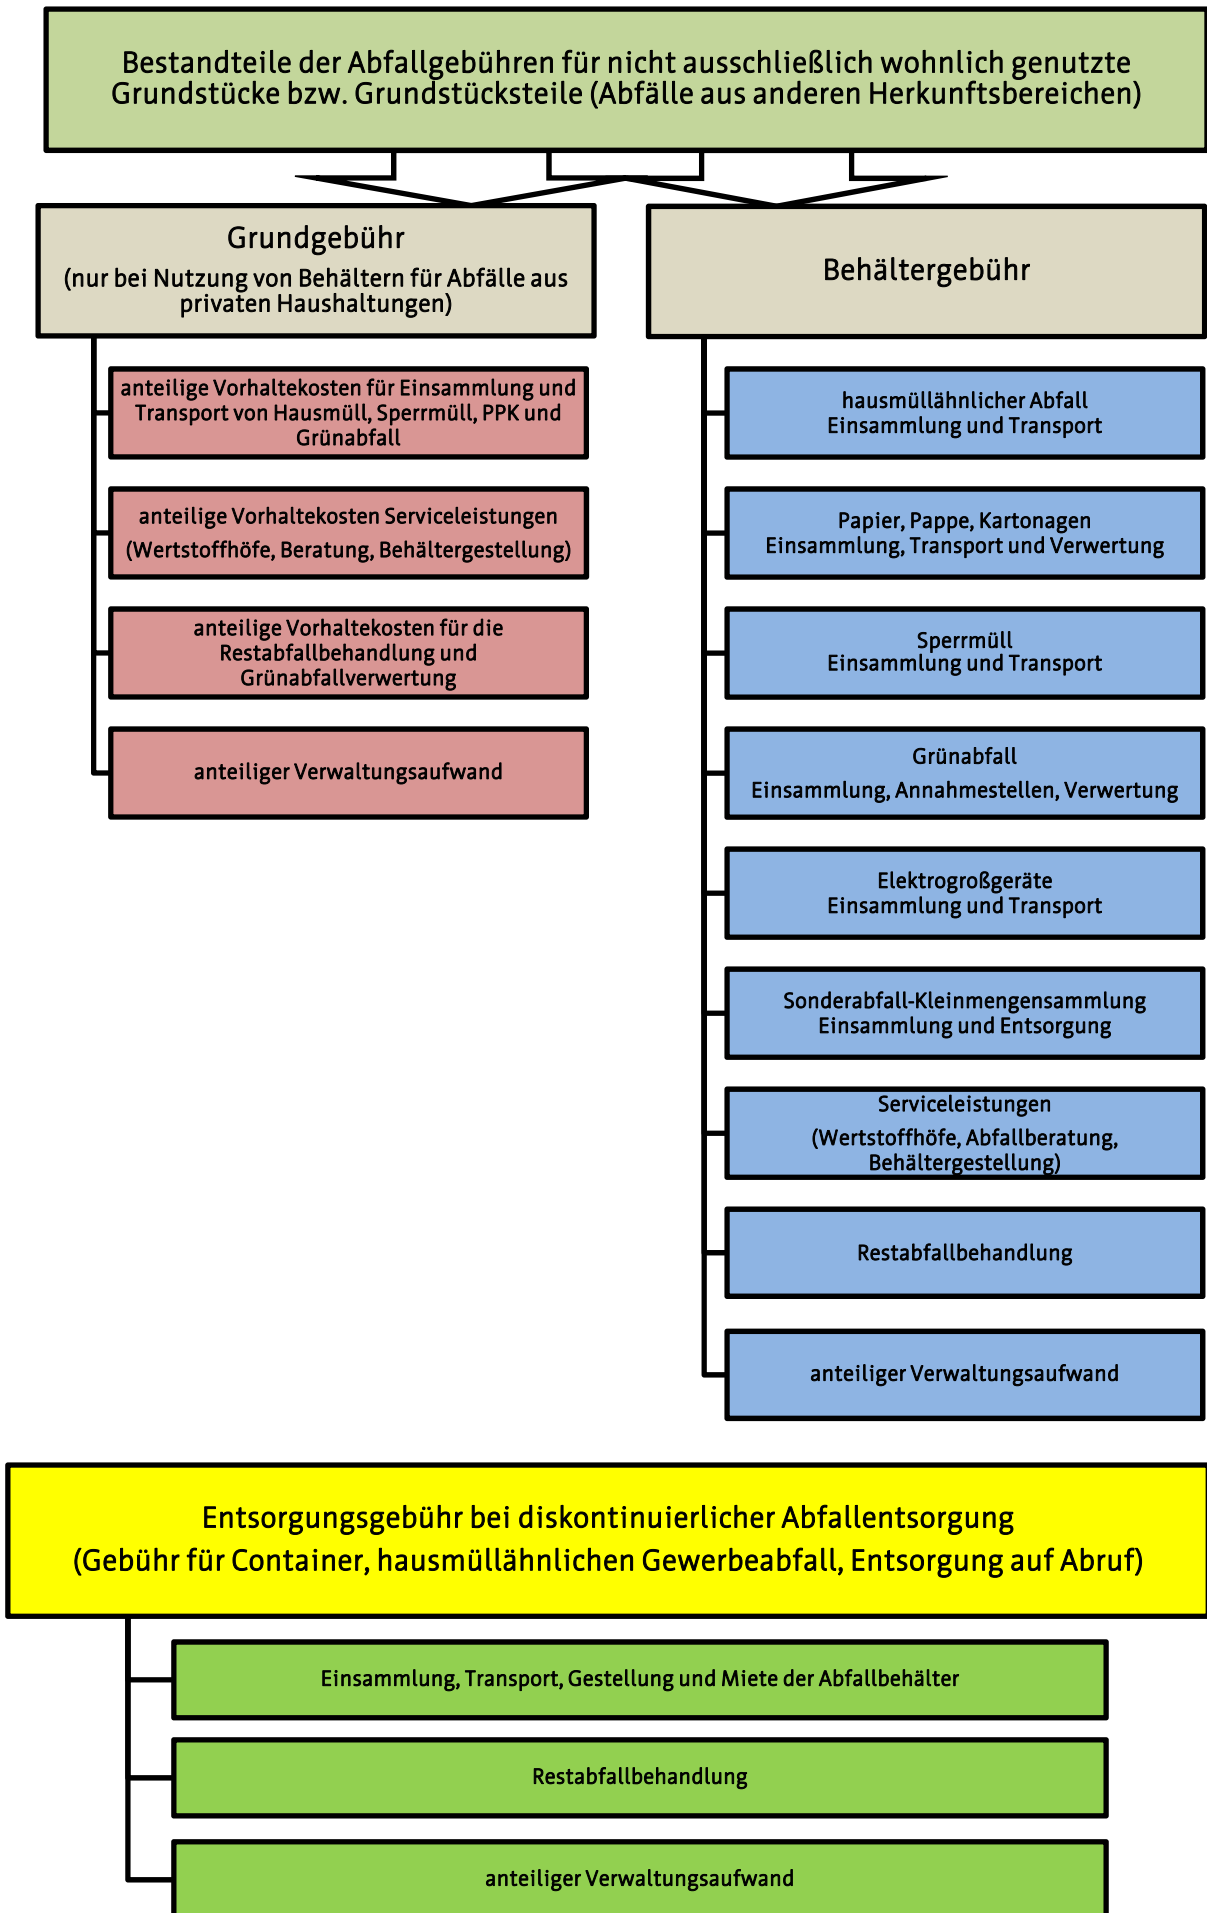 Bestandteile der Abfallgebühren für nicht ausschließlich wohnlich genutzte
Grundstücke bzw. Grundstücksteile (Abfälle aus anderen Herkunftsbereichen)
Grundgebühr
(nur bei Nutzung von Behältern für Abfälle aus
privaten Haushaltungen)
anteilige Vorhaltekosten für Einsammlung und
Transport von Hausmüll, Sperrmüll, PPK und
Grünabfall
anteilige Vorhaltekosten Serviceleistungen
(Wertstoffhöfe, Beratung, Behältergestellung)
anteilige Vorhaltekosten für die
Restabfallbehandlung und
Grünabfallverwertung
anteiliger Verwaltungsaufwand
Behältergebühr
hausmüllähnlicher Abfall
Einsammlung und Transport
Papier, Pappe, Kartonagen
Einsammlung, Transport und Verwertung
Sperrmüll
Einsammlung und Transport
Grünabfall
Einsammlung, Annahmestellen, Verwertung
Elektrogroßgeräte
Einsammlung und Transport
Sonderabfall-Kleinmengensammlung
Einsammlung und Entsorgung
Serviceleistungen
(Wertstoffhöfe, Abfallberatung,
Behältergestellung)
Restabfallbehandlung
anteiliger Verwaltungsaufwand
Entsorgungsgebühr bei diskontinuierlicher Abfallentsorgung
(Gebühr für Container, hausmüllähnlichen Gewerbeabfall, Entsorgung auf Abruf)
Einsammlung, Transport, Gestellung und Miete der Abfallbehälter
Restabfallbehandlung
anteiliger Verwaltungsaufwand